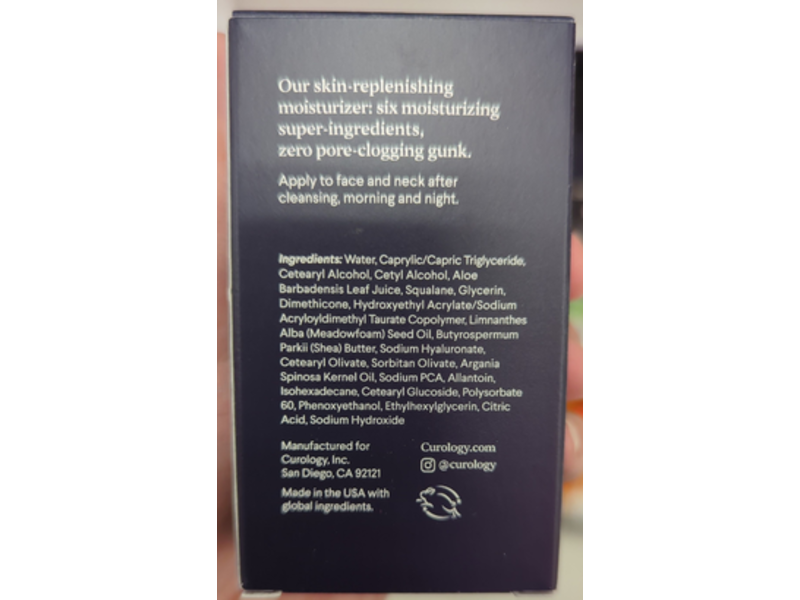 Our skin-replenishing
moisturizer: six moisturizing
super-ingredients,
zero pore-clogging gunk.
Apply to face and neck after
cleansing, morning and night.
Ingredients: Water, Caprylic/Capric Triglyceride,
Cetearyl Alcohol, Cetyl Alcohol, Aloe
Barbadensis Leaf Juice, Squalane, Glycerin,
Dimethicone, Hydroxyethyl Acrylate/Sodium
Acryloyldimethyl Taurate Copolymer, Limnanthes
Alba (Meadowfoam) Seed Oil, Butyrospermum
Parkii (Shea) Butter, Sodium Hyaluronate,
Cetearyl Olivate, Sorbitan Olivate, Argania
Spinosa Kernel Oil, Sodium PCA, Allantoin,
Isohexadecane, Cetearyl Glucoside, Polysorbate
60, Phenoxyethanol, Ethylhexylglycerin, Citric
Acid, Sodium Hydroxide
Manufactured for
Curology, Inc.
San Diego, CA 92121
Made in the USA with
global ingredients.
Curology.com
@curology